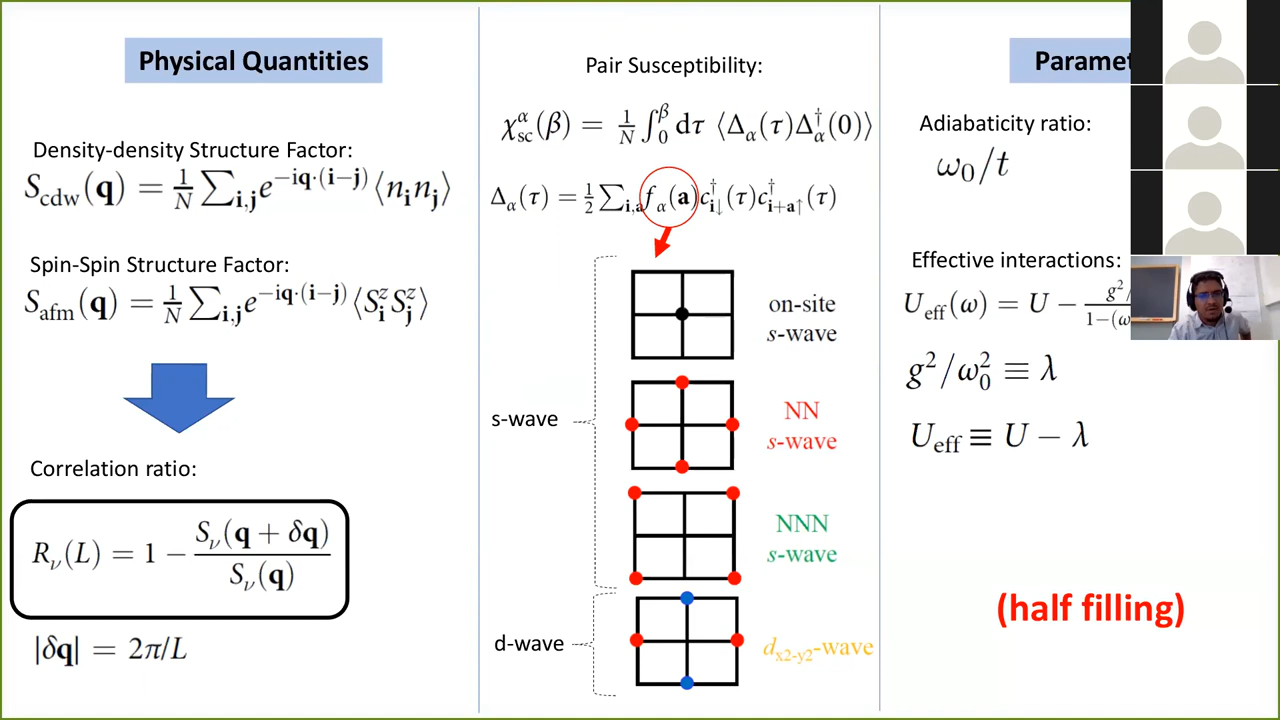 Physical Quantities
Density-density Structure Factor:
S_cdw(q) = 1/N ∑_i,j e^{−iq·(i−j)} ⟨n_i n_j⟩
Spin-Spin Structure Factor:
S_afm(q) = 1/N ∑_i,j e^{−iq·(i−j)} ⟨S_i^z S_j^z⟩
Correlation ratio:
R_ν(L) = 1 − S_ν(q + δq) / S_ν(q)
|δq| = 2π/L
Pair Susceptibility:
χ_sc^α(β) = 1/N ∫_0^β dτ ⟨Δ_α(τ)Δ_α^†(0)⟩
Δ_α(τ) = 1/2 ∑_i,a f_α(a) c_i↓^†(τ) c_i+a↑^†(τ)
on-site
s-wave
s-wave
NN
s-wave
NNN
s-wave
d-wave
d_x2-y2-wave
Paramet
Adiabaticity ratio:
ω_0/t
Effective interactions:
U_eff(ω) = U − g²/ 1−(ω
g²/ω_0² ≡ λ
U_eff ≡ U − λ
(half filling)